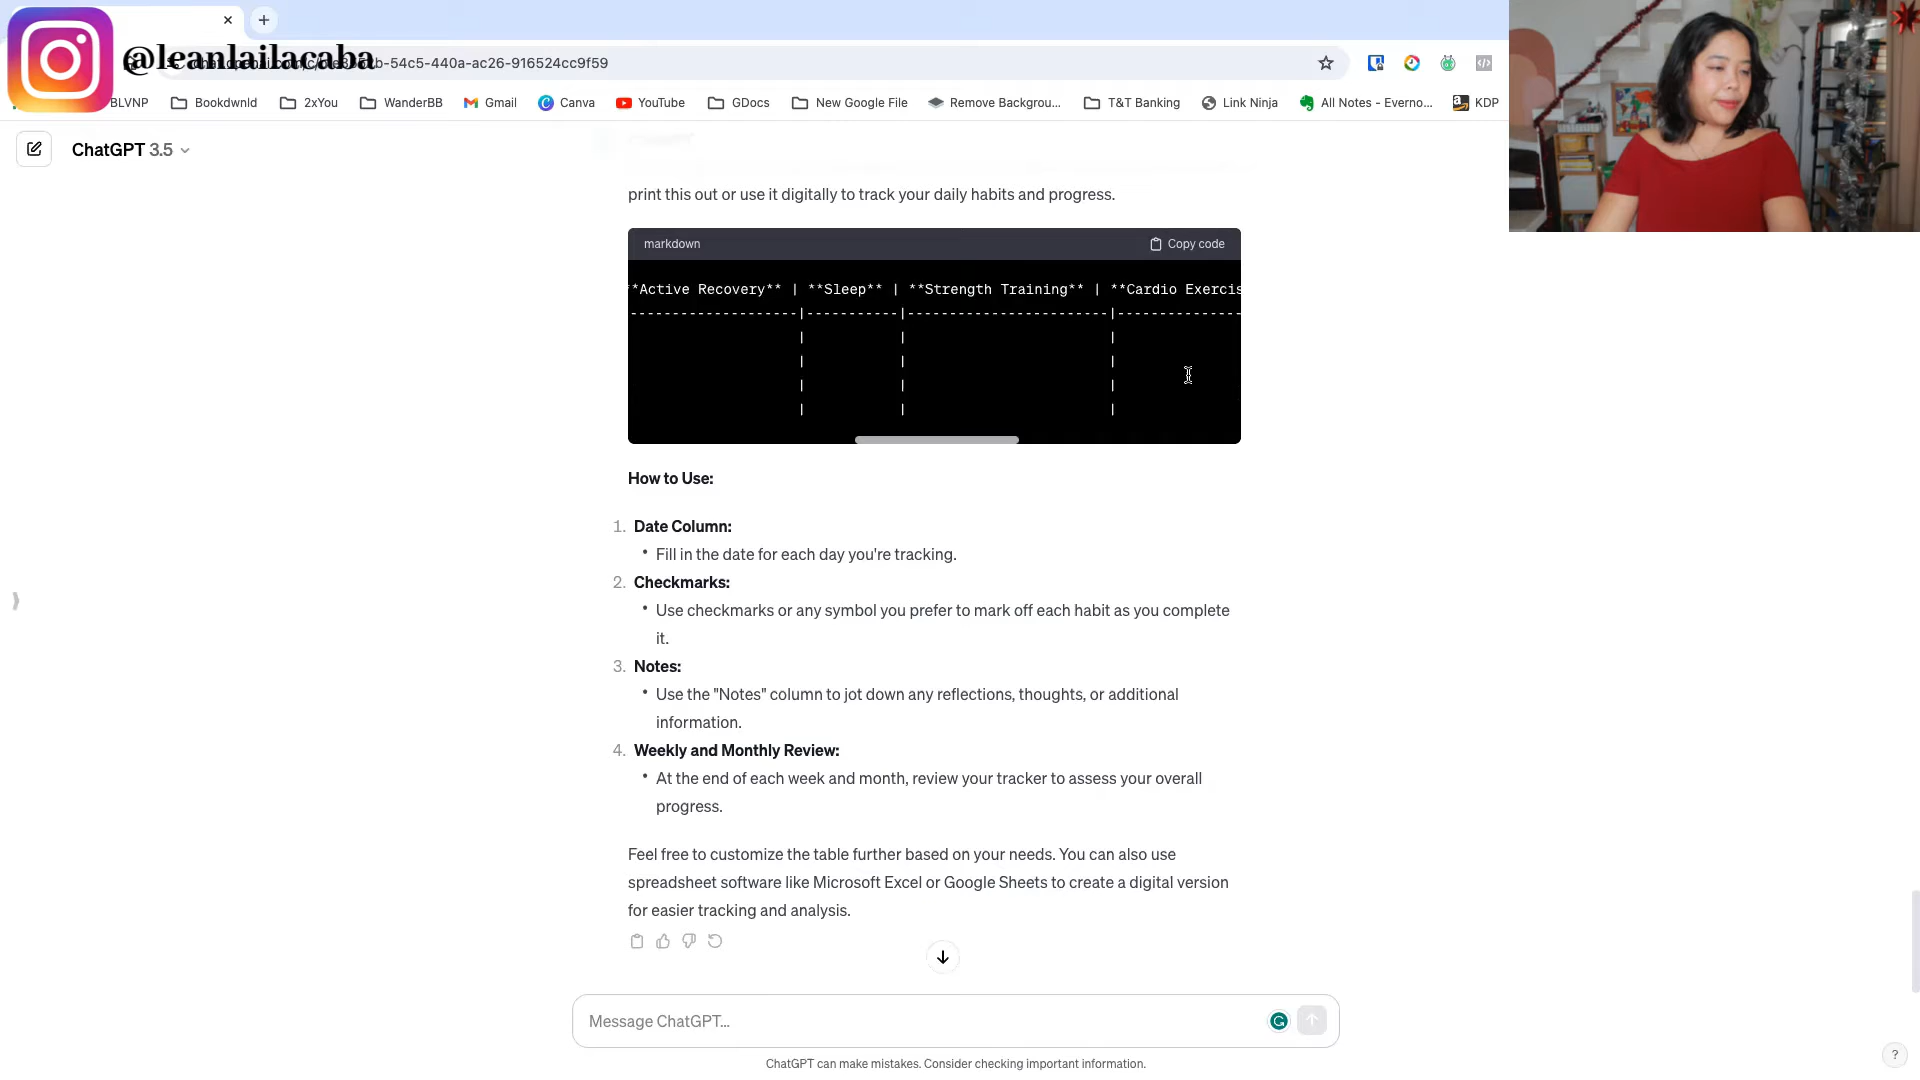 @leanlailacaba
b-54c5-440a-ac26-916524cc9f59
BLVNP
Bookdwnld
2xYou
WanderBB
Gmail
Canva
YouTube
GDocs
New Google File
Remove Backgrou...
T&T Banking
Link Ninja
All Notes - Everno...
KDP
ChatGPT 3.5
print this out or use it digitally to track your daily habits and progress.
markdown
Copy code
*Active Recovery** | **Sleep** | **Strength Training** | **Cardio Exercis
--------------------|-----------|------------------------|---------------
| | |
| | |
| | |
| | |
How to Use:
1. Date Column:
• Fill in the date for each day you're tracking.
2. Checkmarks:
• Use checkmarks or any symbol you prefer to mark off each habit as you complete
it.
3. Notes:
• Use the "Notes" column to jot down any reflections, thoughts, or additional
information.
4. Weekly and Monthly Review:
• At the end of each week and month, review your tracker to assess your overall
progress.
Feel free to customize the table further based on your needs. You can also use
spreadsheet software like Microsoft Excel or Google Sheets to create a digital version
for easier tracking and analysis.
Message ChatGPT...
ChatGPT can make mistakes. Consider checking important information.
?